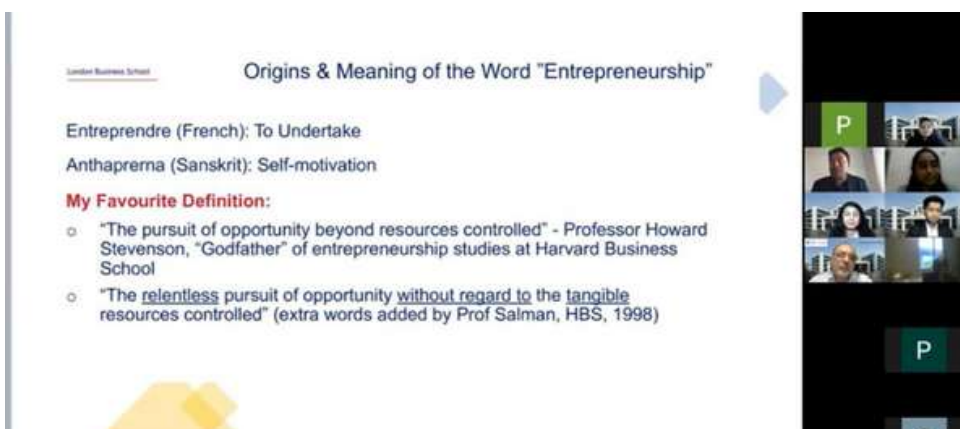 London Business School
Origins & Meaning of the Word "Entrepreneurship"
Entreprendre (French): To Undertake
Anthaprerna (Sanskrit): Self-motivation
My Favourite Definition:
o "The pursuit of opportunity beyond resources controlled" - Professor Howard
Stevenson, "Godfather" of entrepreneurship studies at Harvard Business
School
o "The relentless pursuit of opportunity without regard to the tangible
resources controlled" (extra words added by Prof Salman, HBS, 1998)
P
P